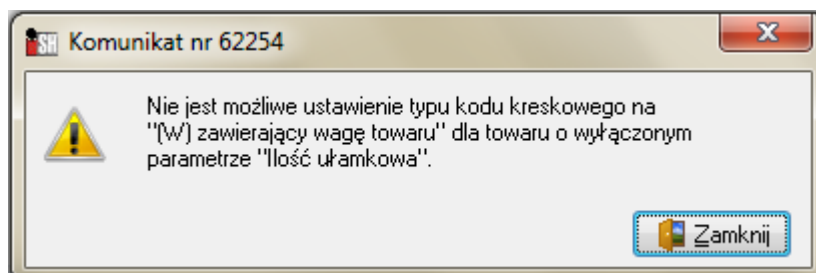 SH Komunikat nr 62254
Nie jest możliwe ustawienie typu kodu kreskowego na
"(W) zawierający wagę towaru" dla towaru o wyłączonym
parametrze "Ilość ułamkowa".
Zamknij